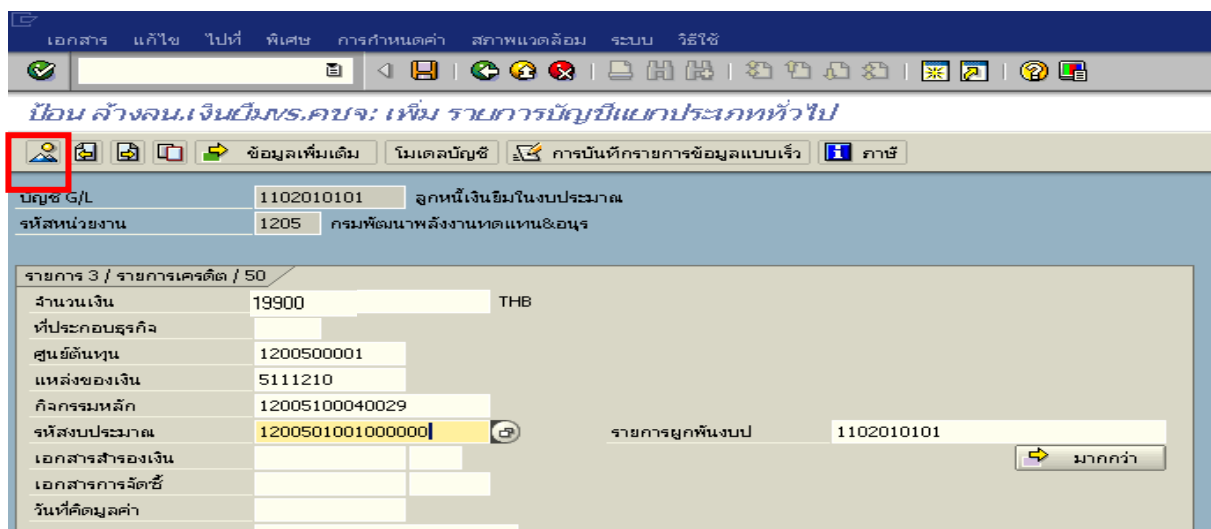 เอกสาร แก้ไข ไปที่ พิเศษ การกำหนดค่า สภาพแวดล้อม ระบบ วิธีใช้
ป้อน ล้างลน.เงินยืมขร.คบจ: เพิ่ม รายการบัญชีแยกประเภททั่วไป
ข้อมูลเพิ่มเติม โมเดลบัญชี การบันทึกรายการข้อมูลแบบเร็ว ภาษี
บัญชี G/L 1102010101 ลูกหนี้เงินยืมในงบประมาณ
รหัสหน่วยงาน 1205 กรมพัฒนาพลังงานทดแทน&อนุร
รายการ 3 / รายการเครดิต / 50
จำนวนเงิน 19900 THB
ที่ประกอบธุรกิจ
ศูนย์ต้นทุน 1200500001
แหล่งของเงิน 5111210
กิจกรรมหลัก 12005100040029
รหัสงบประมาณ 1200501001000000 รายการผูกพันงบป 1102010101
เอกสารสำรองเงิน มากกว่า
เอกสารการจัดซื้
วันที่คิดมูลค่า